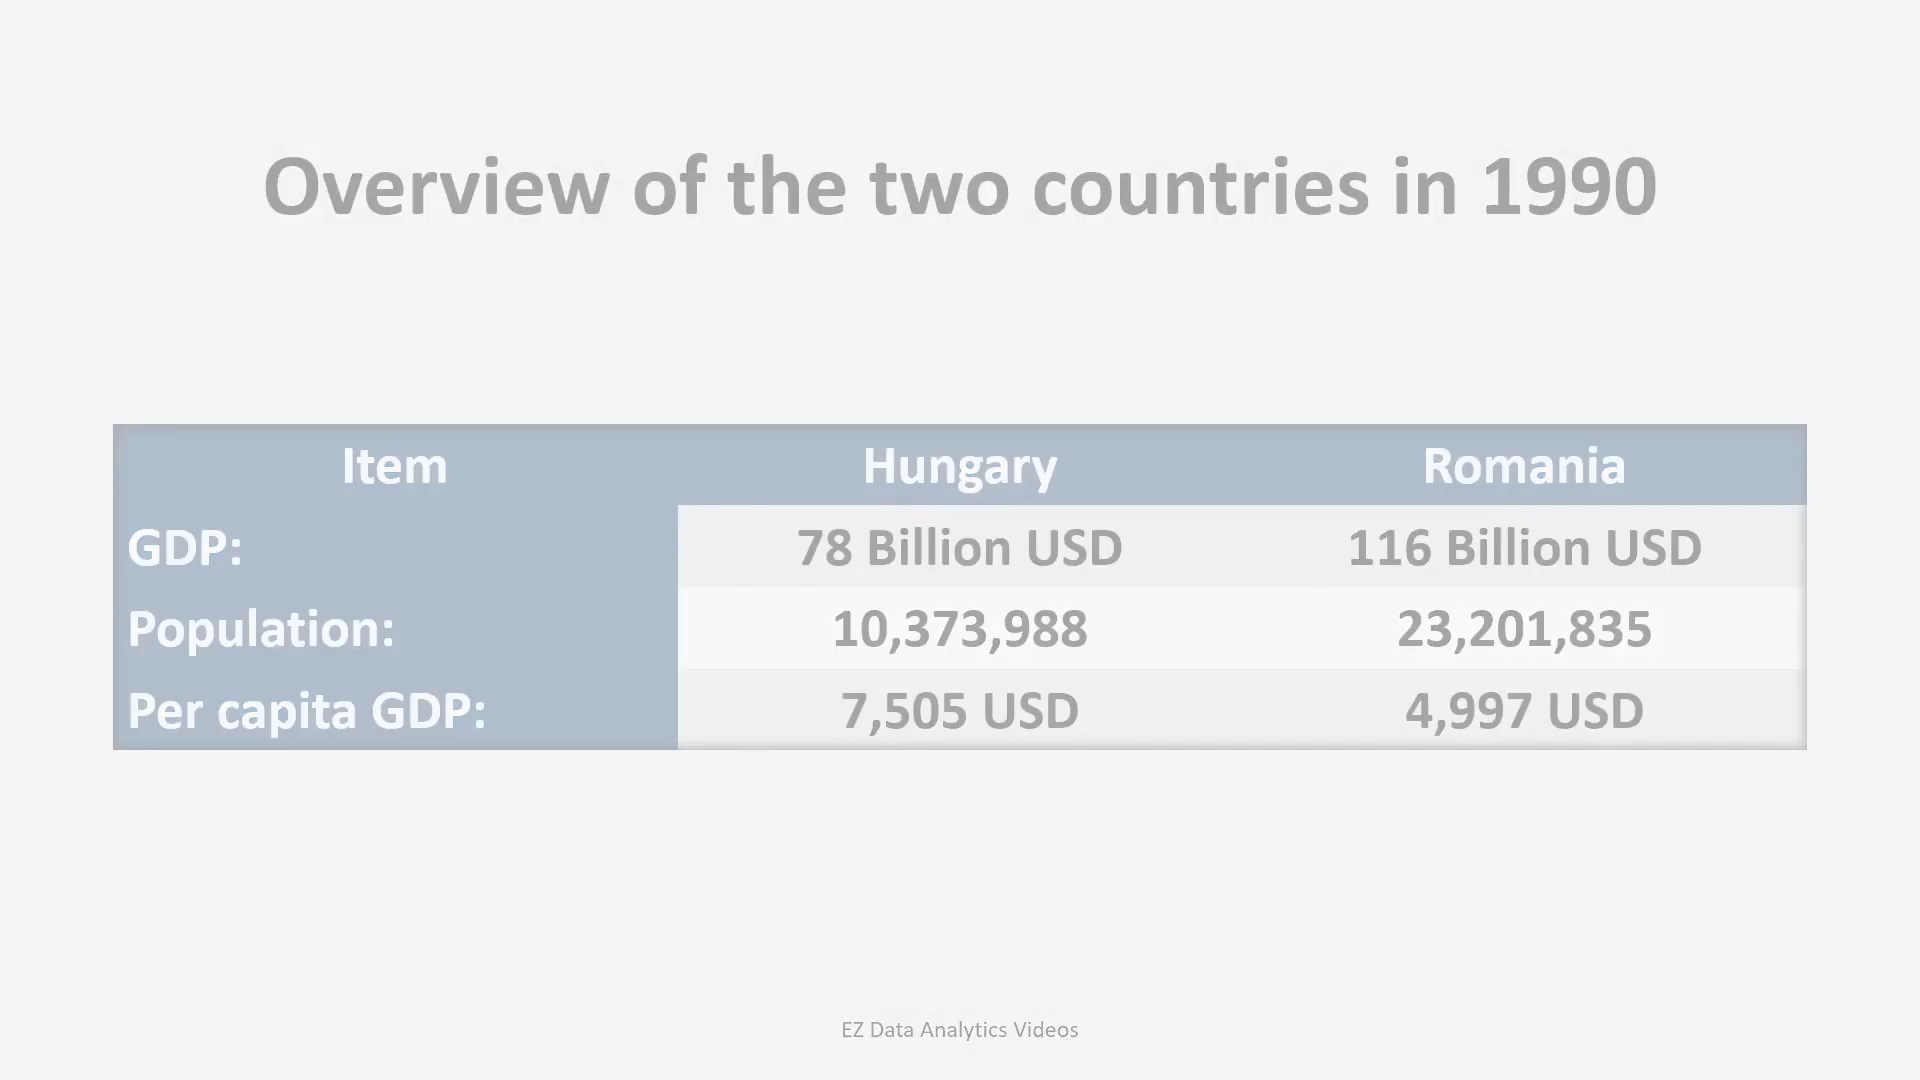 Overview of the two countries in 1990
Item Hungary Romania
GDP: 78 Billion USD 116 Billion USD
Population: 10,373,988 23,201,835
Per capita GDP: 7,505 USD 4,997 USD
EZ Data Analytics Videos